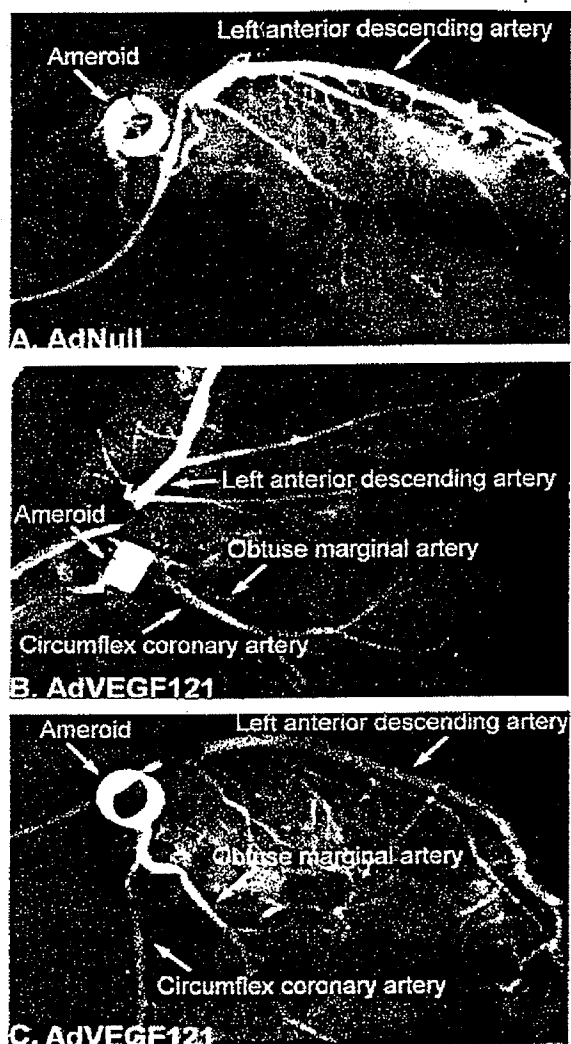 Left anterior descending artery
Ameroid
A. AdNull
Left anterior descending artery
Ameroid
Obtuse marginal artery
Circumflex coronary artery
B. AdVEGF121
Ameroid
Left anterior descending artery
Obtuse marginal artery
Circumflex coronary artery
C. AdVEGF121